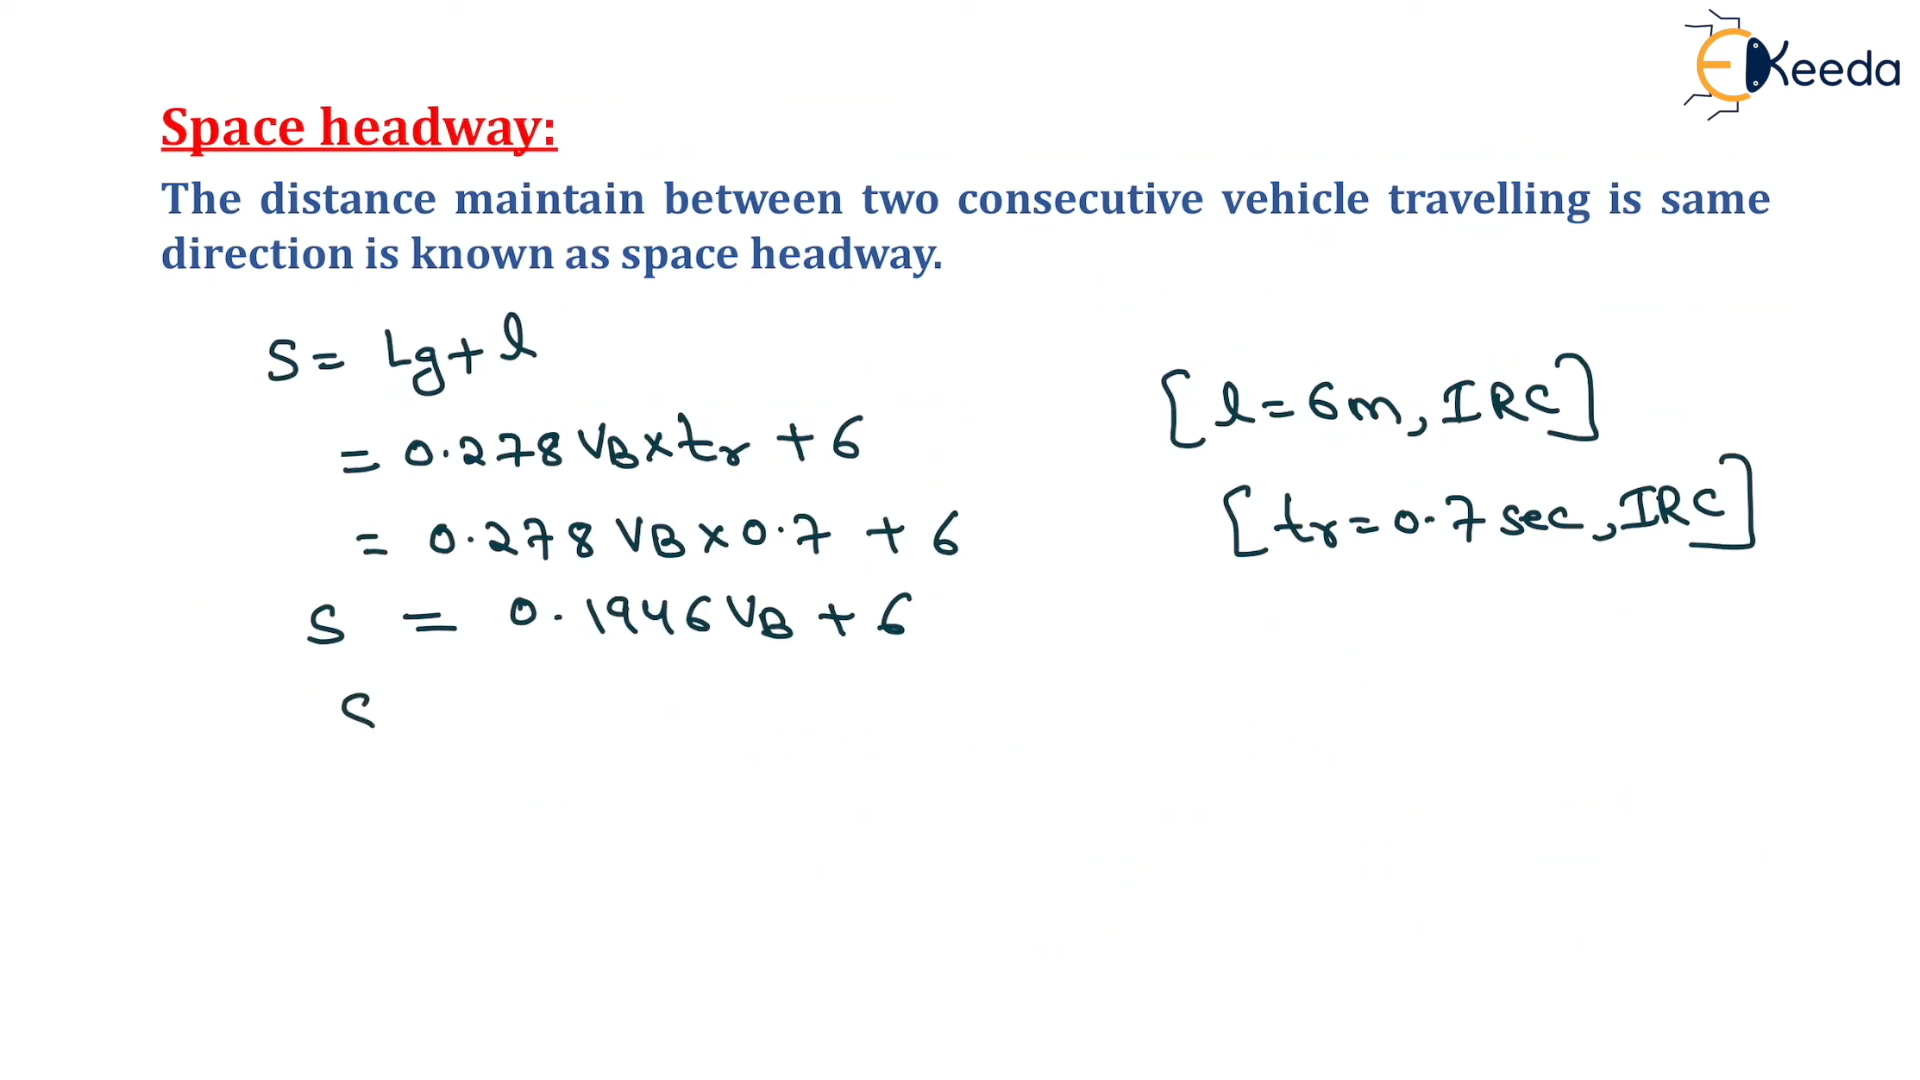 EKeeda
Space headway:
The distance maintain between two consecutive vehicle travelling is same
direction is known as space headway.
S = Lg + l
[l = 6m, IRC]
= 0.278 VB x tr + 6
[tr = 0.7 sec, IRC]
= 0.278 VB x 0.7 + 6
S = 0.1946 VB + 6
S